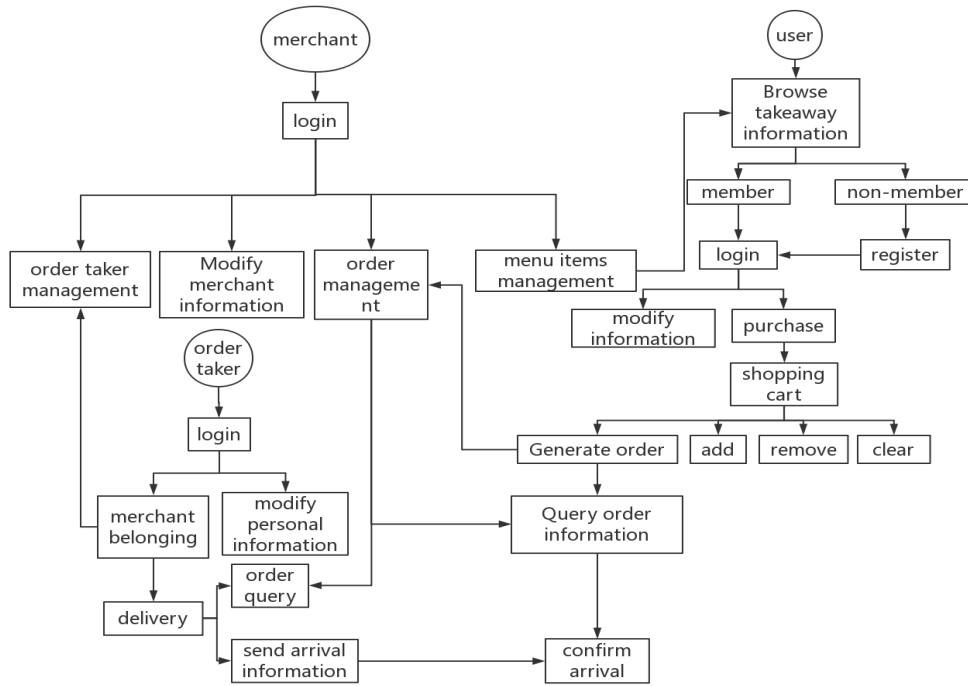 merchant
user
Browse
takeaway
information
login
member
non-member
order taker
management
Modify
merchant
information
order
manageme
nt
menu items
management
login
register
modify
information
purchase
order
taker
shopping
cart
login
Generate order
add
remove
clear
merchant
belonging
modify
personal
information
Query order
information
order
query
delivery
send arrival
information
confirm
arrival